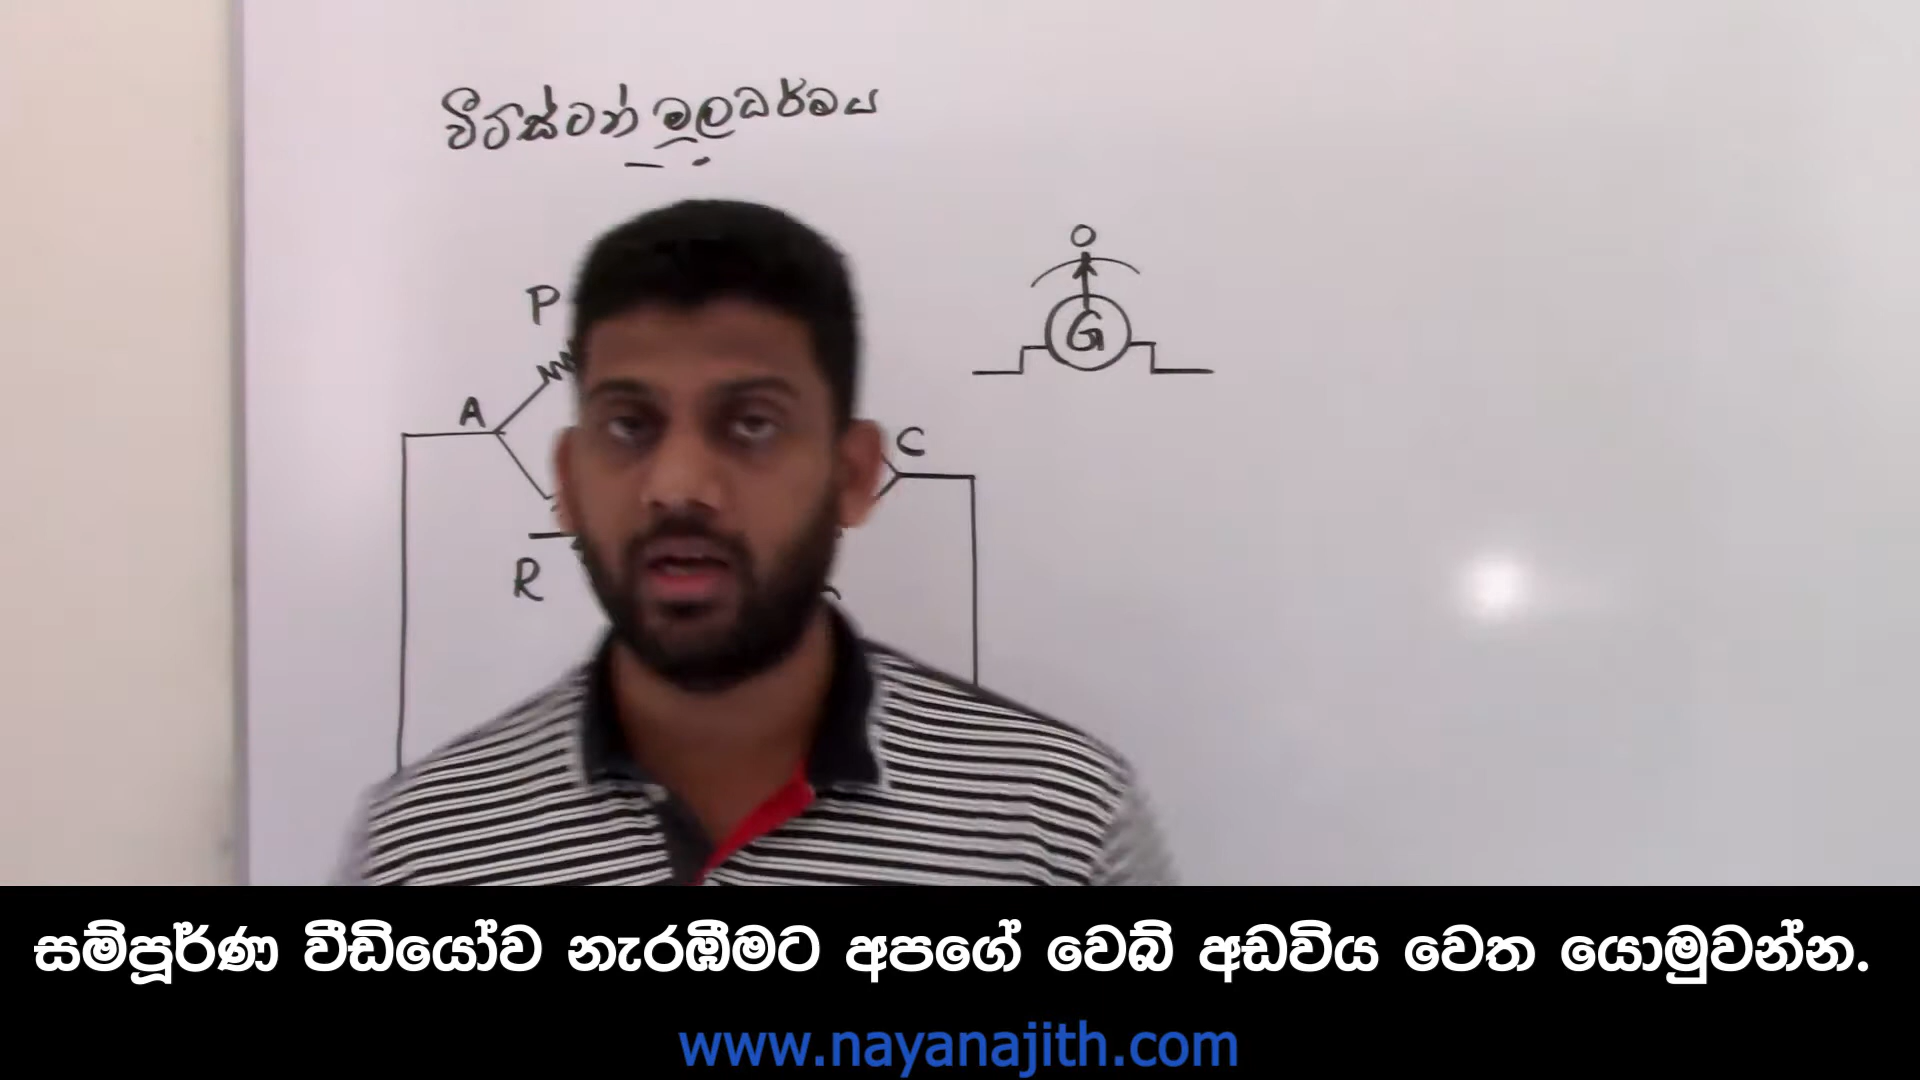 වීට්ස්ටන් මූලධර්මය
O
P
G
A
C
R
සම්පූර්ණ වීඩියෝව නැරඹීමට අපගේ වෙබ් අඩවිය වෙත යොමුවන්න.
www.nayanajith.com